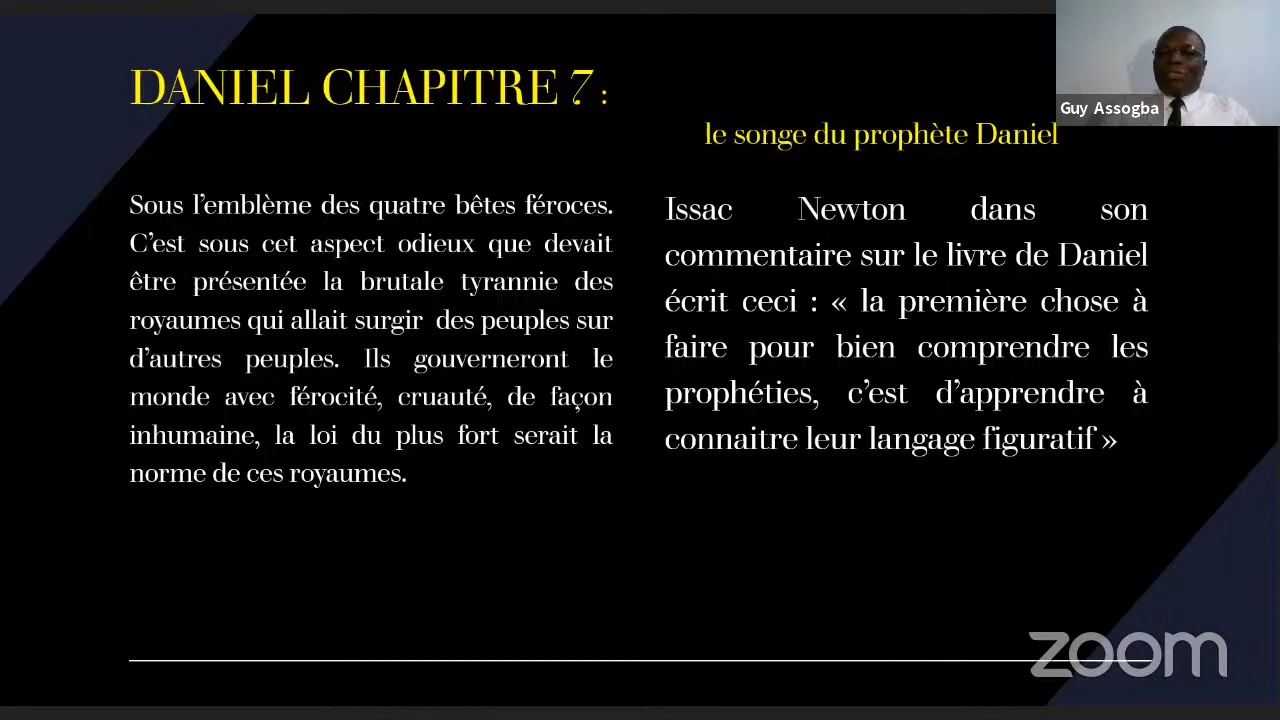 DANIEL CHAPITRE 7 :
le songe du prophète Daniel
Sous l’emblème des quatre bêtes féroces.
C’est sous cet aspect odieux que devait
être présentée la brutale tyrannie des
royaumes qui allait surgir des peuples sur
d’autres peuples. Ils gouverneront le
monde avec férocité, cruauté, de façon
inhumaine, la loi du plus fort serait la
norme de ces royaumes.
Issac Newton dans son
commentaire sur le livre de Daniel
écrit ceci : « la première chose à
faire pour bien comprendre les
prophéties, c’est d’apprendre à
connaitre leur langage figuratif »
Guy Assogba
zoom